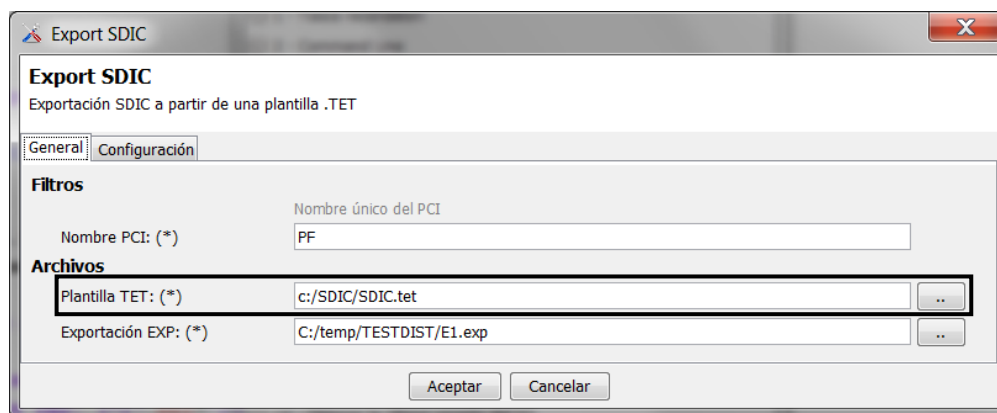 Export SDIC
X
Export SDIC
Exportación SDIC a partir de una plantilla .TET
General Configuración
Filtros
Nombre único del PCI
Nombre PCI: (*) PF
Archivos
Plantilla TET: (*) c:/SDIC/SDIC.tet ..
Exportación EXP: (*) C:/temp/TESTDIST/E1.exp ..
Aceptar Cancelar